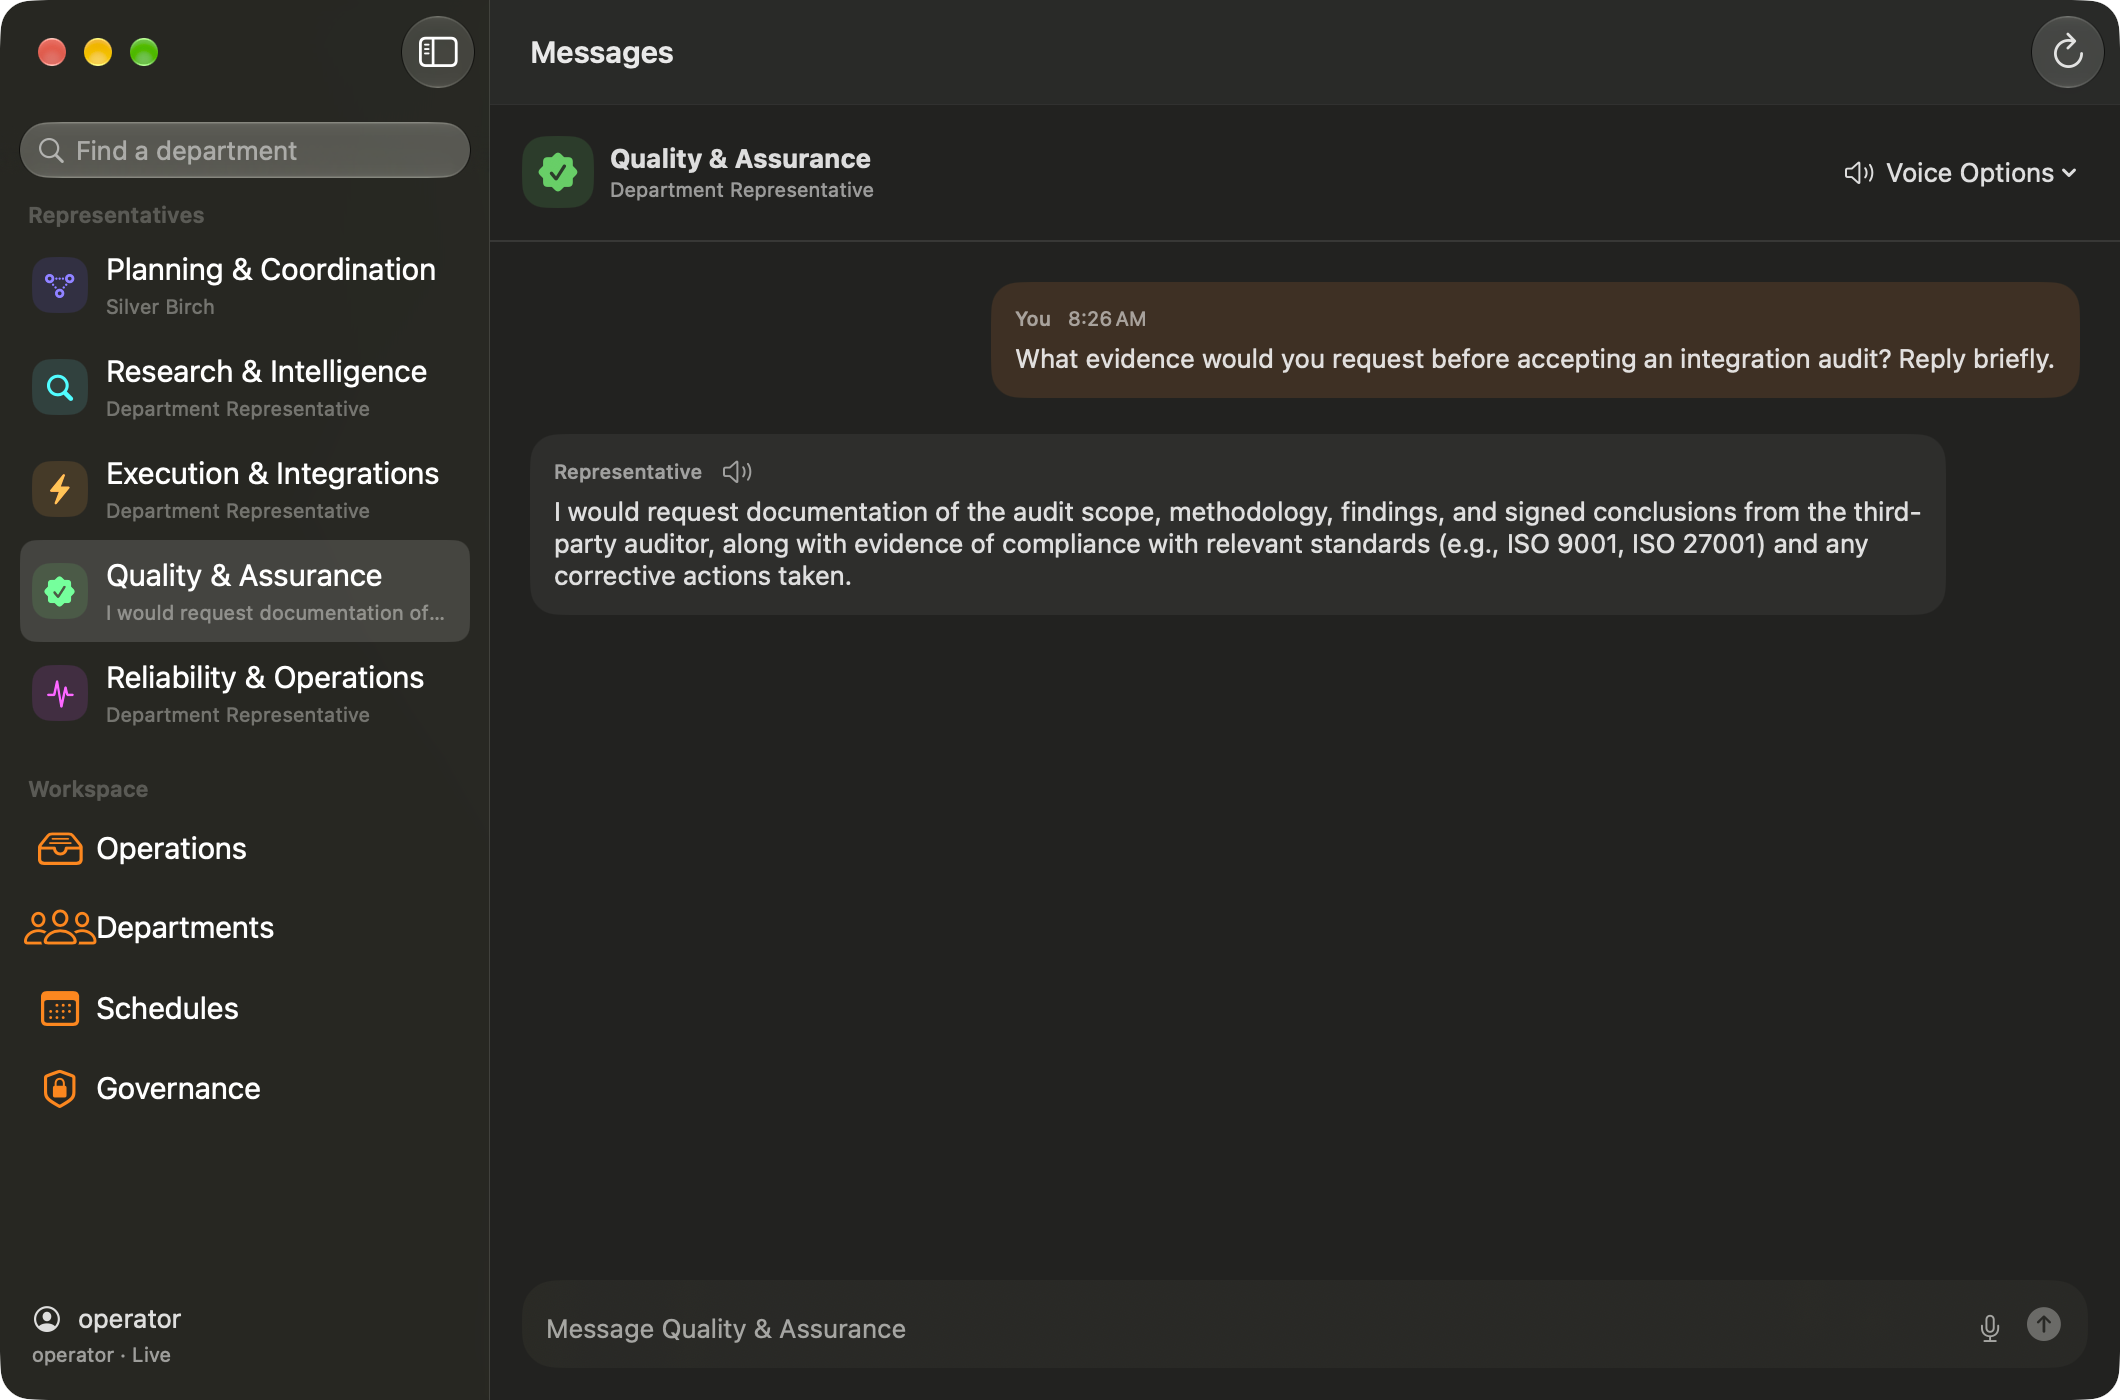 Find a department
Representatives
Planning & Coordination
Silver Birch
Research & Intelligence
Department Representative
Execution & Integrations
Department Representative
Quality & Assurance
I would request documentation of...
Reliability & Operations
Department Representative
Workspace
Operations
Departments
Schedules
Governance
operator
operator · Live
Messages
Quality & Assurance
Department Representative
Voice Options
You 8:26 AM
What evidence would you request before accepting an integration audit? Reply briefly.
Representative
I would request documentation of the audit scope, methodology, findings, and signed conclusions from the third-
party auditor, along with evidence of compliance with relevant standards (e.g., ISO 9001, ISO 27001) and any
corrective actions taken.
Message Quality & Assurance